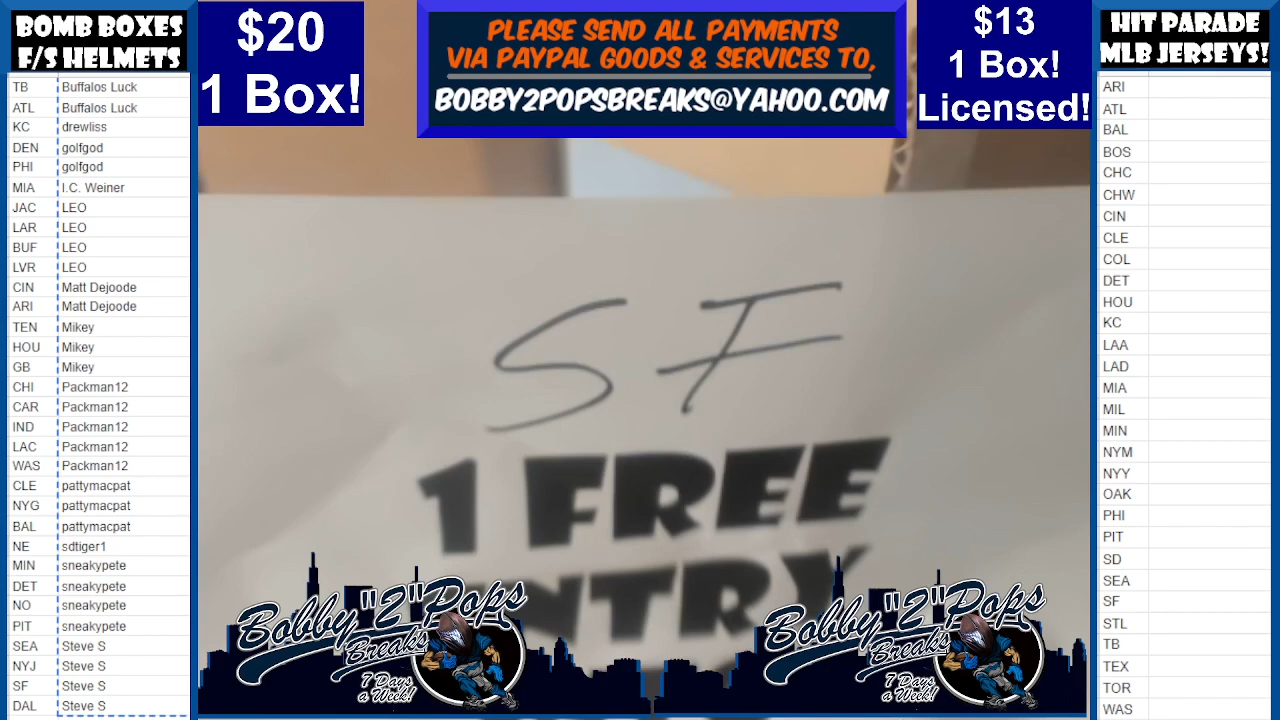 BOMB BOXES
F/S HELMETS
TB Buffalos Luck
ATL Buffalos Luck
KC drewliss
DEN golfgod
PHI golfgod
MIA I.C. Weiner
JAC LEO
LAR LEO
BUF LEO
LVR LEO
CIN Matt Dejoode
ARI Matt Dejoode
TEN Mikey
HOU Mikey
GB Mikey
CHI Packman12
CAR Packman12
IND Packman12
LAC Packman12
WAS Packman12
CLE pattymacpat
NYG pattymacpat
BAL pattymacpat
NE sdtiger1
MIN sneakypete
DET sneakypete
NO sneakypete
PIT sneakypete
SEA Steve S
NYJ Steve S
SF Steve S
DAL Steve S
$20
1 Box!
PLEASE SEND ALL PAYMENTS
VIA PAYPAL GOODS & SERVICES TO,
BOBBY2POPSBREAKS@YAHOO.COM
$13
1 Box!
Licensed!
SF
1 FREE
ENTRY
Bobby "2" Pops
Breaks
7 Days
a Week!
Bobby "2" Pops
Breaks
7 Days
a Week!
HIT PARADE
MLB JERSEYS!
ARI
ATL
BAL
BOS
CHC
CHW
CIN
CLE
COL
DET
HOU
KC
LAA
LAD
MIA
MIL
MIN
NYM
NYY
OAK
PHI
PIT
SD
SEA
SF
STL
TB
TEX
TOR
WAS